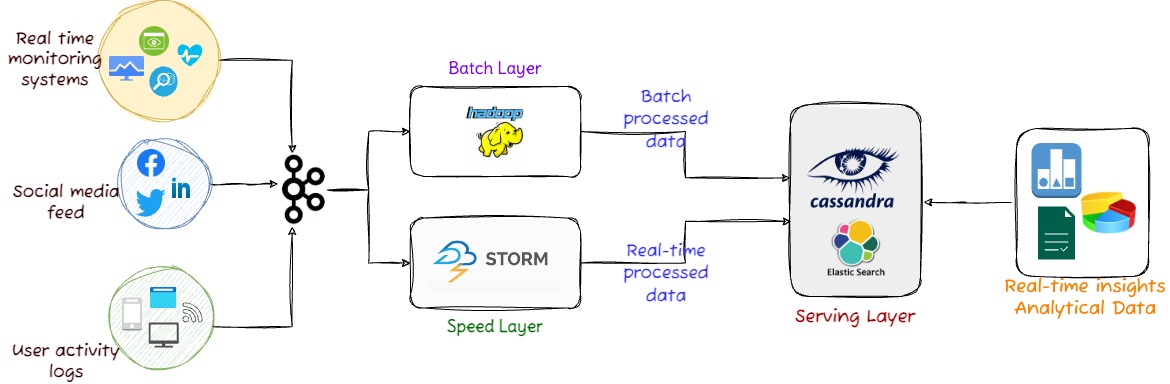 Real time
monitoring
systems
Social media
feed
in
User activity
logs
Batch Layer
hadoop
STORM
Speed Layer
Batch
processed
data
Real-time
processed
data
cassandra
Elastic Search
Serving Layer
Real-time insights
Analytical Data